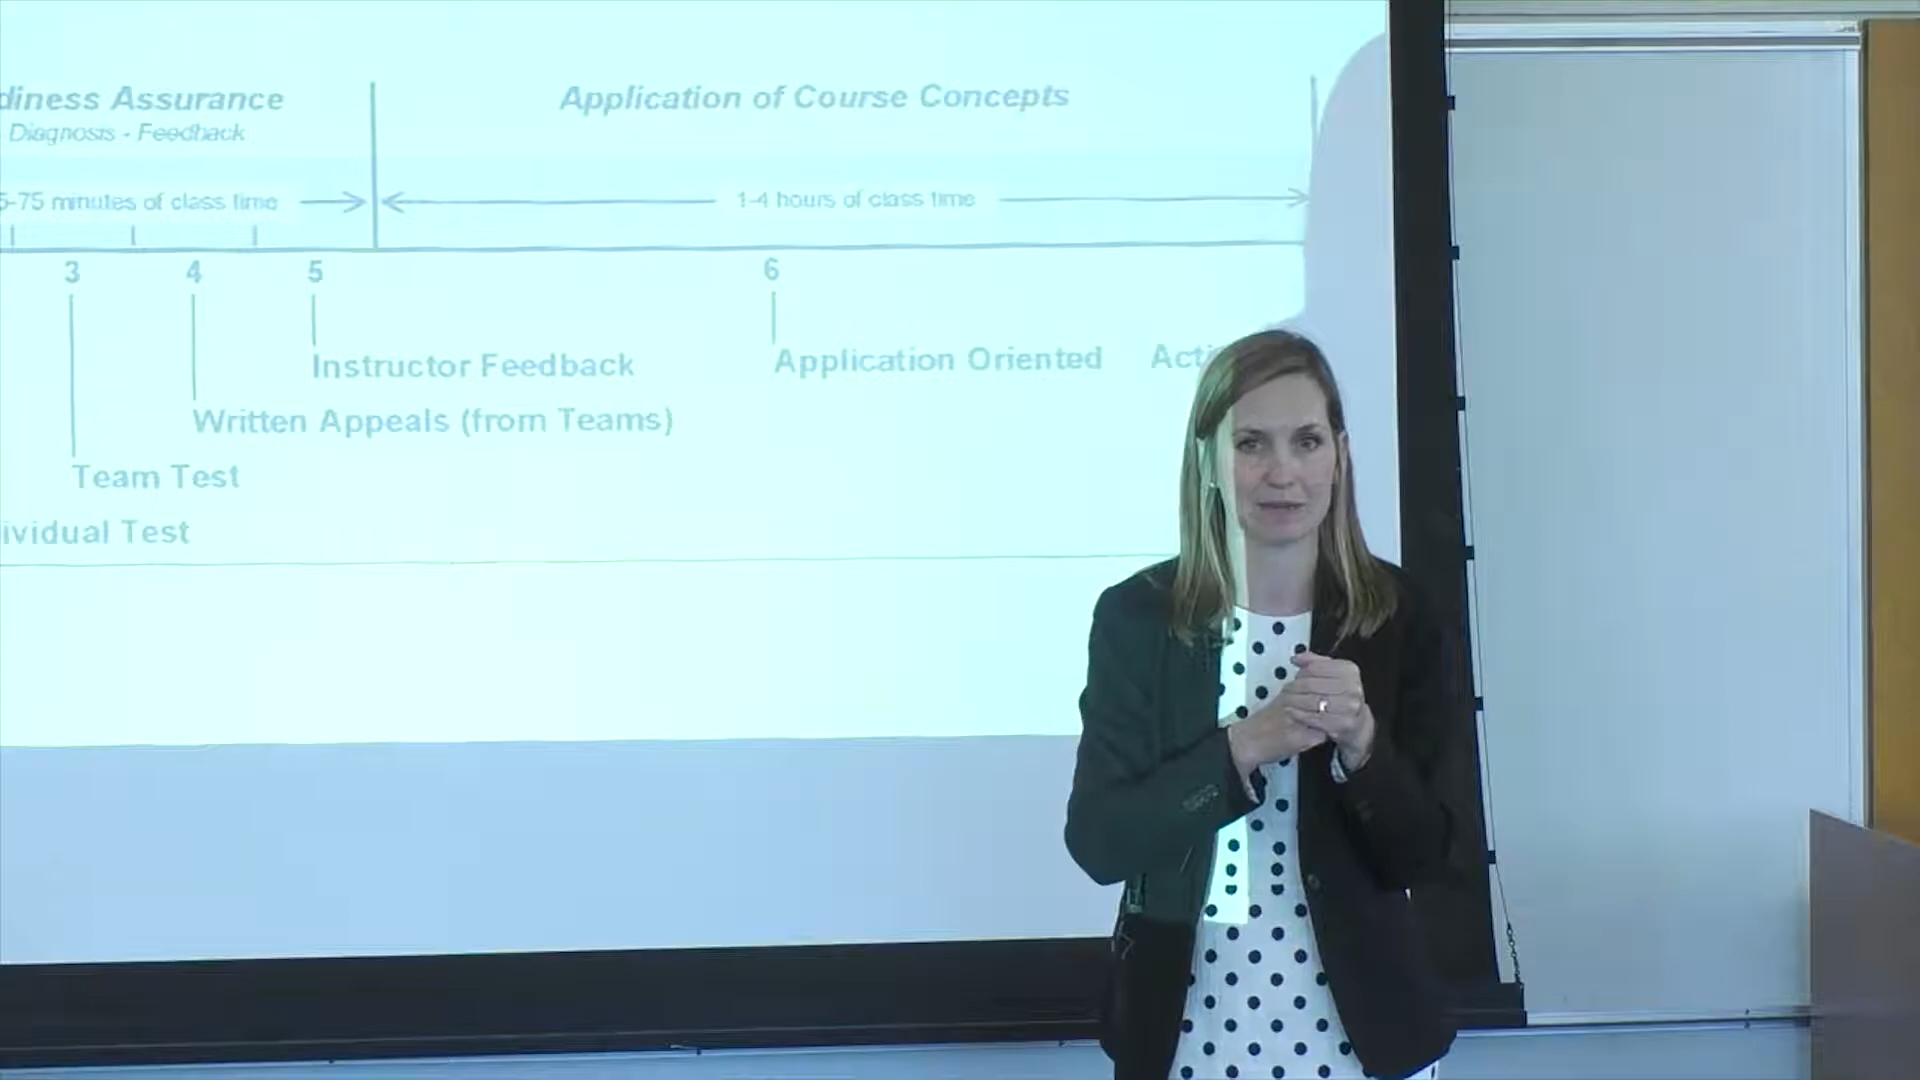 diness Assurance
Diagnosis - Feedback
Application of Course Concepts
5-75 minutes of class time
1-4 hours of class time
3
4
5
6
Instructor Feedback
Application Oriented Acti
Written Appeals (from Teams)
Team Test
ividual Test